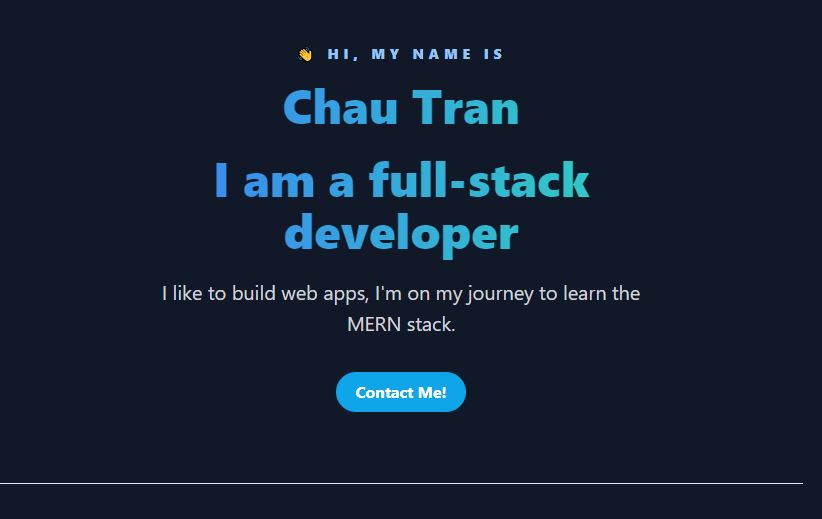 👋 HI, MY NAME IS
Chau Tran
I am a full-stack
developer
I like to build web apps, I'm on my journey to learn the
MERN stack.
Contact Me!